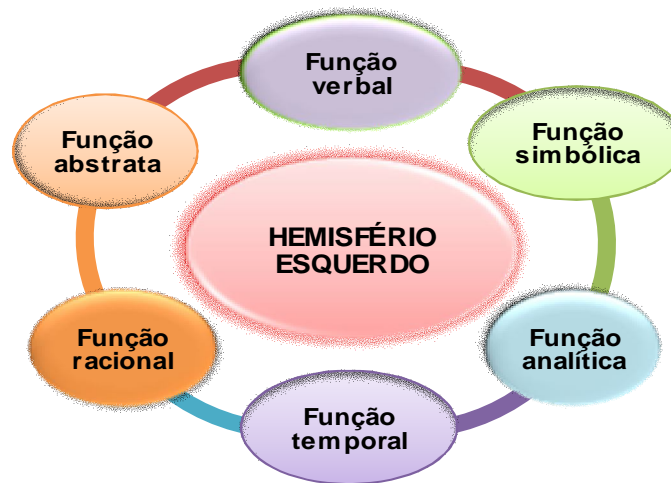 Função
verbal
Função
simbólica
Função
analítica
Função
temporal
Função
racional
Função
abstrata
HEMISFÉRIO
ESQUERDO